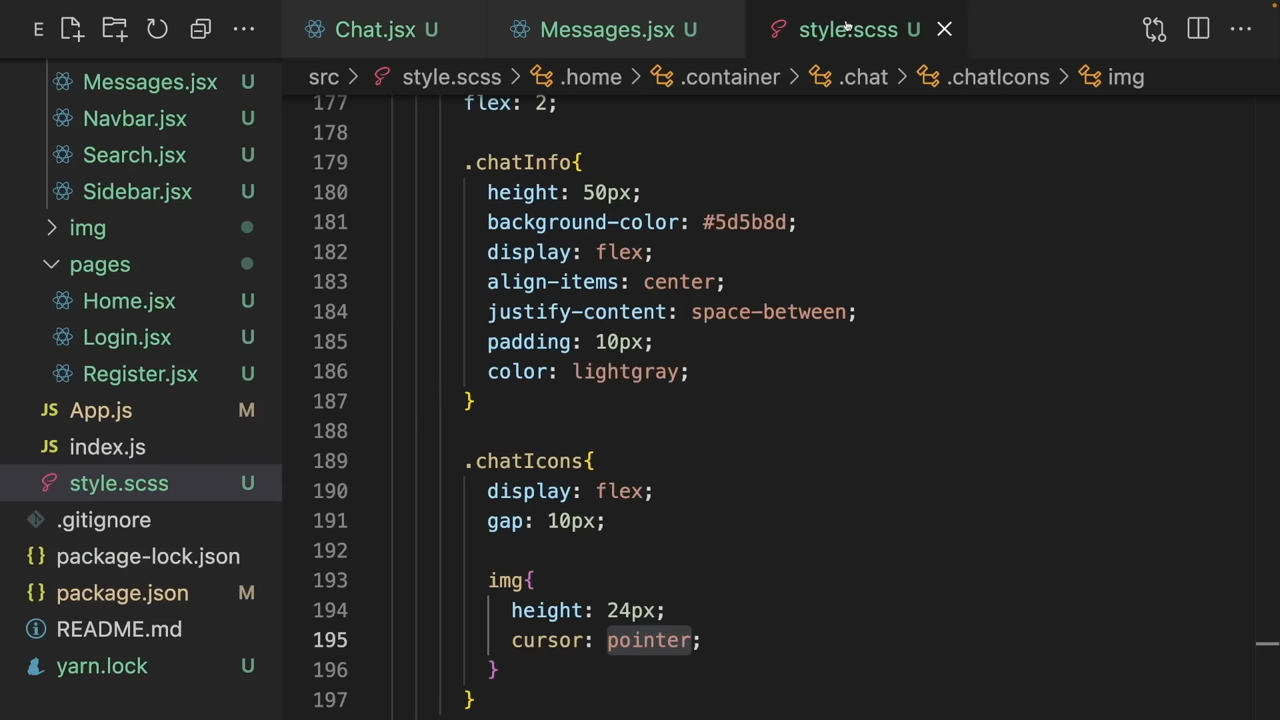 E
Chat.jsx U
Messages.jsx U
style.scss U
src > style.scss > .home > .container > .chat > .chatIcons > img
Messages.jsx U
Navbar.jsx U
Search.jsx U
Sidebar.jsx U
img
pages
Home.jsx U
Login.jsx U
Register.jsx U
JS App.js M
JS index.js
style.scss U
.gitignore
{} package-lock.json
{} package.json M
README.md
yarn.lock U
177 flex: 2;
178
179 .chatInfo{
180 height: 50px;
181 background-color: #5d5b8d;
182 display: flex;
183 align-items: center;
184 justify-content: space-between;
185 padding: 10px;
186 color: lightgray;
187 }
188
189 .chatIcons{
190 display: flex;
191 gap: 10px;
192
193 img{
194 height: 24px;
195 cursor: pointer;
196 }
197 }